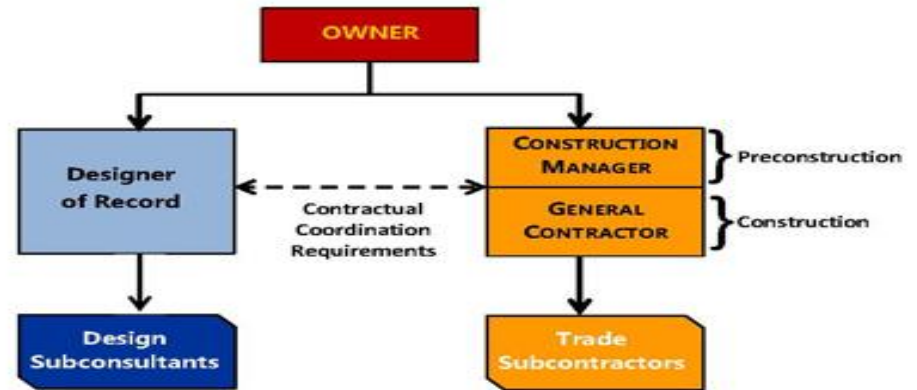 OWNER
Designer
of Record
CONSTRUCTION
MANAGER
Preconstruction
Contractual
Coordination
Requirements
GENERAL
CONTRACTOR
Construction
Design
Subconsultants
Trade
Subcontractors